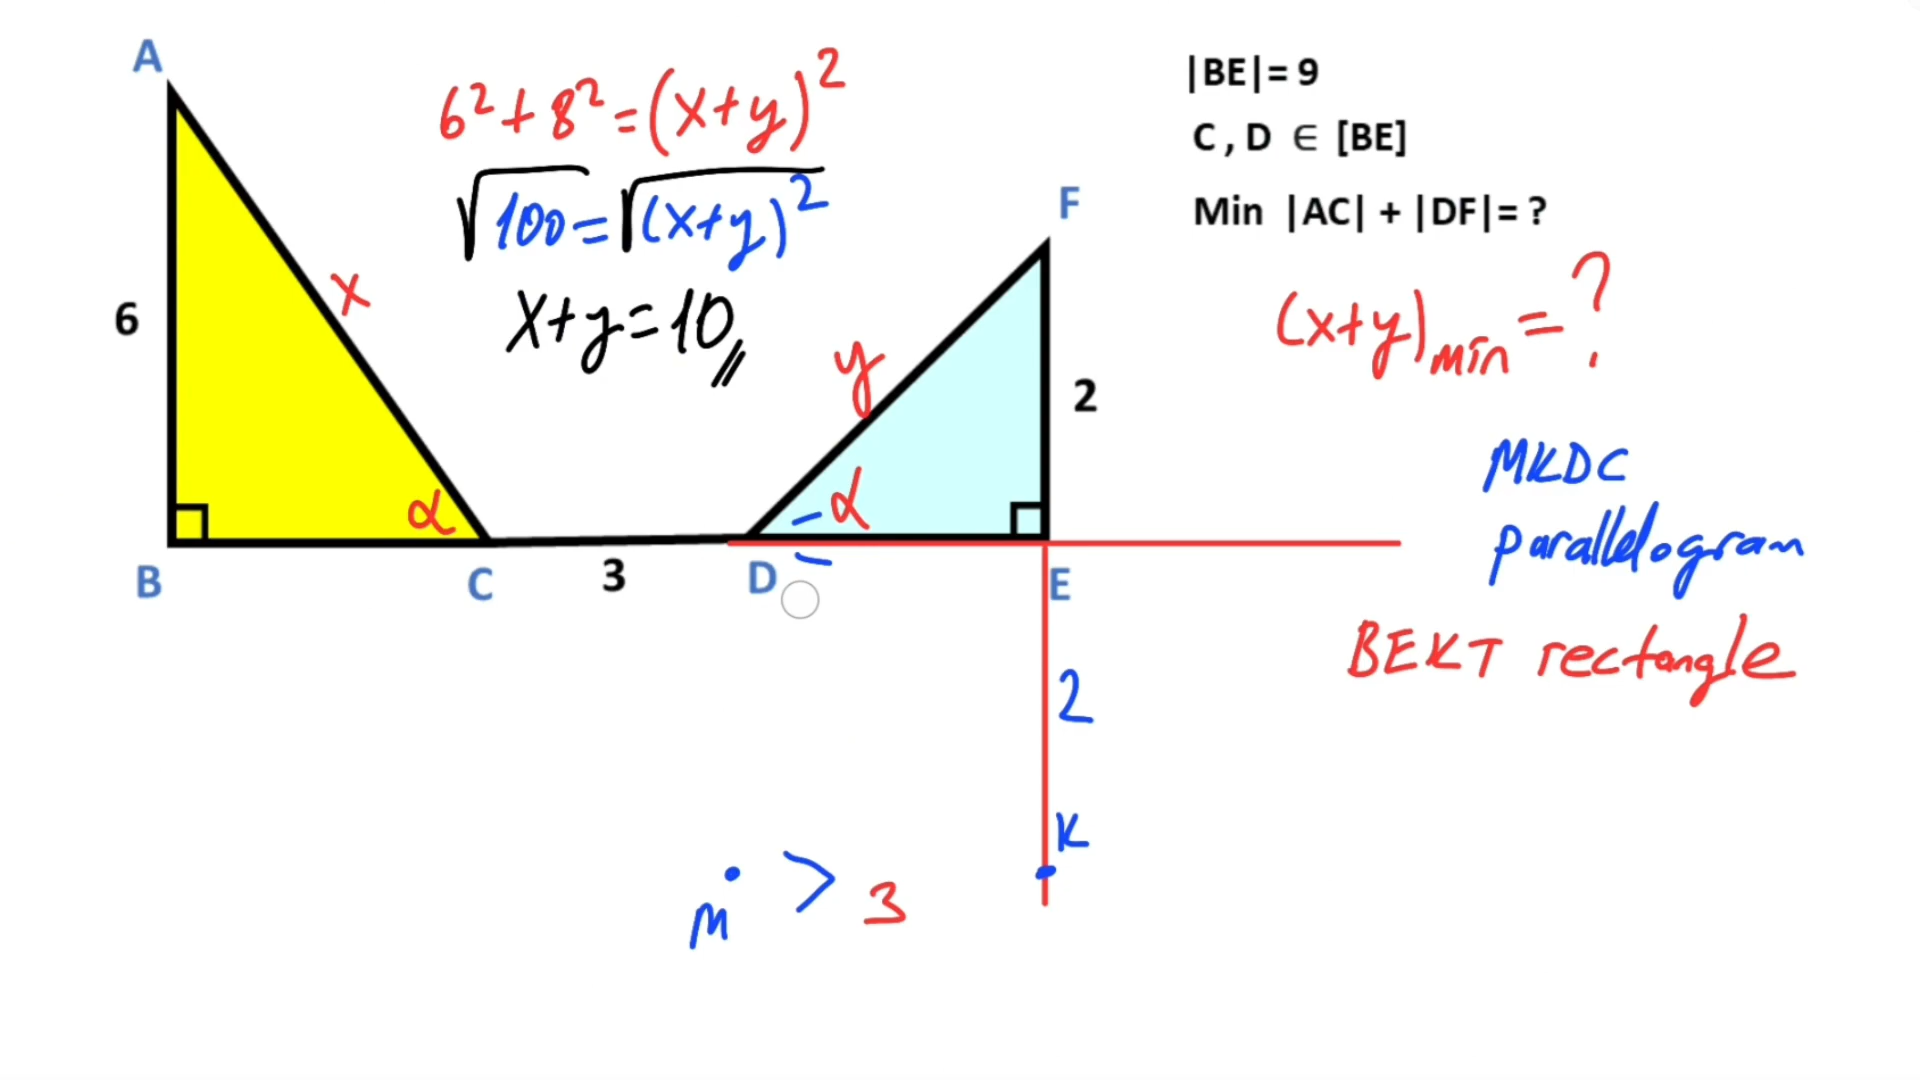 A
6² + 8² = (x+y)²
√100 = √(x+y)²
x+y = 10
|BE|= 9
C , D ∈ [BE]
Min |AC| + |DF|= ?
(x+y)min = ?
F
6
x
y
2
α
α
B
C
3
D
E
MKDC
parallelogram
BEKT rectangle
2
K
M
> 3